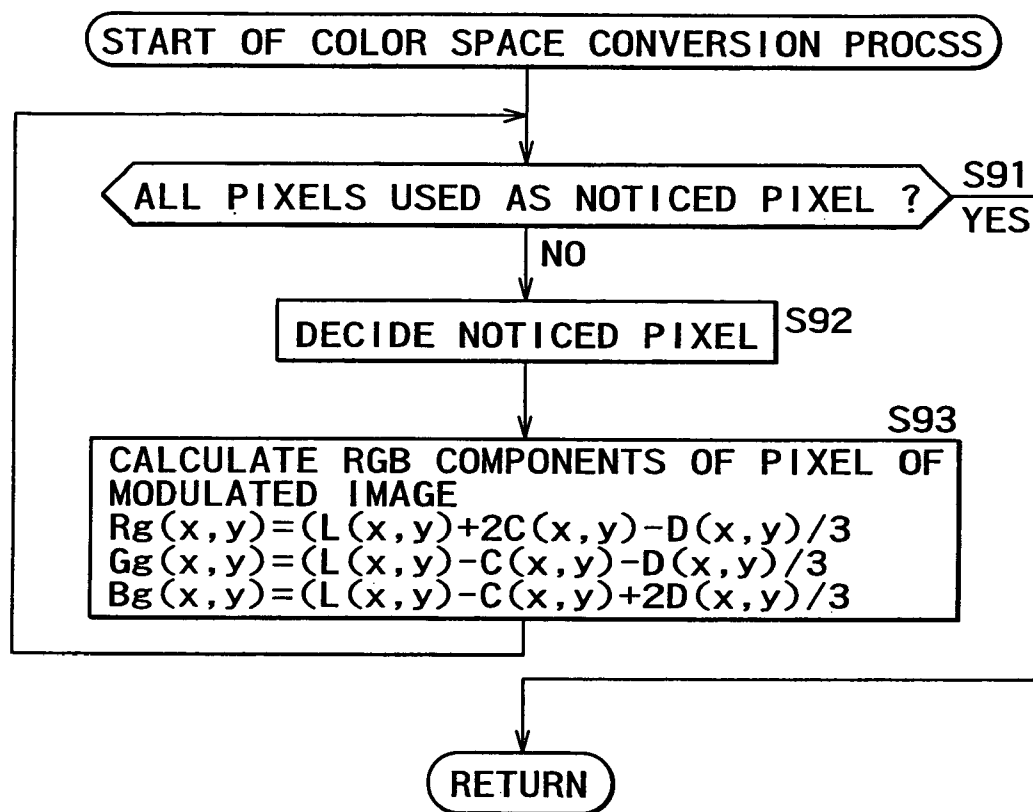 START OF COLOR SPACE CONVERSION PROCSS
ALL PIXELS USED AS NOTICED PIXEL ?
S91
YES
NO
DECIDE NOTICED PIXEL
S92
S93
CALCULATE RGB COMPONENTS OF PIXEL OF
MODULATED IMAGE
Rg(x,y)=(L(x,y)+2C(x,y)-D(x,y)/3
Gg(x,y)=(L(x,y)-C(x,y)-D(x,y)/3
Bg(x,y)=(L(x,y)-C(x,y)+2D(x,y)/3
RETURN